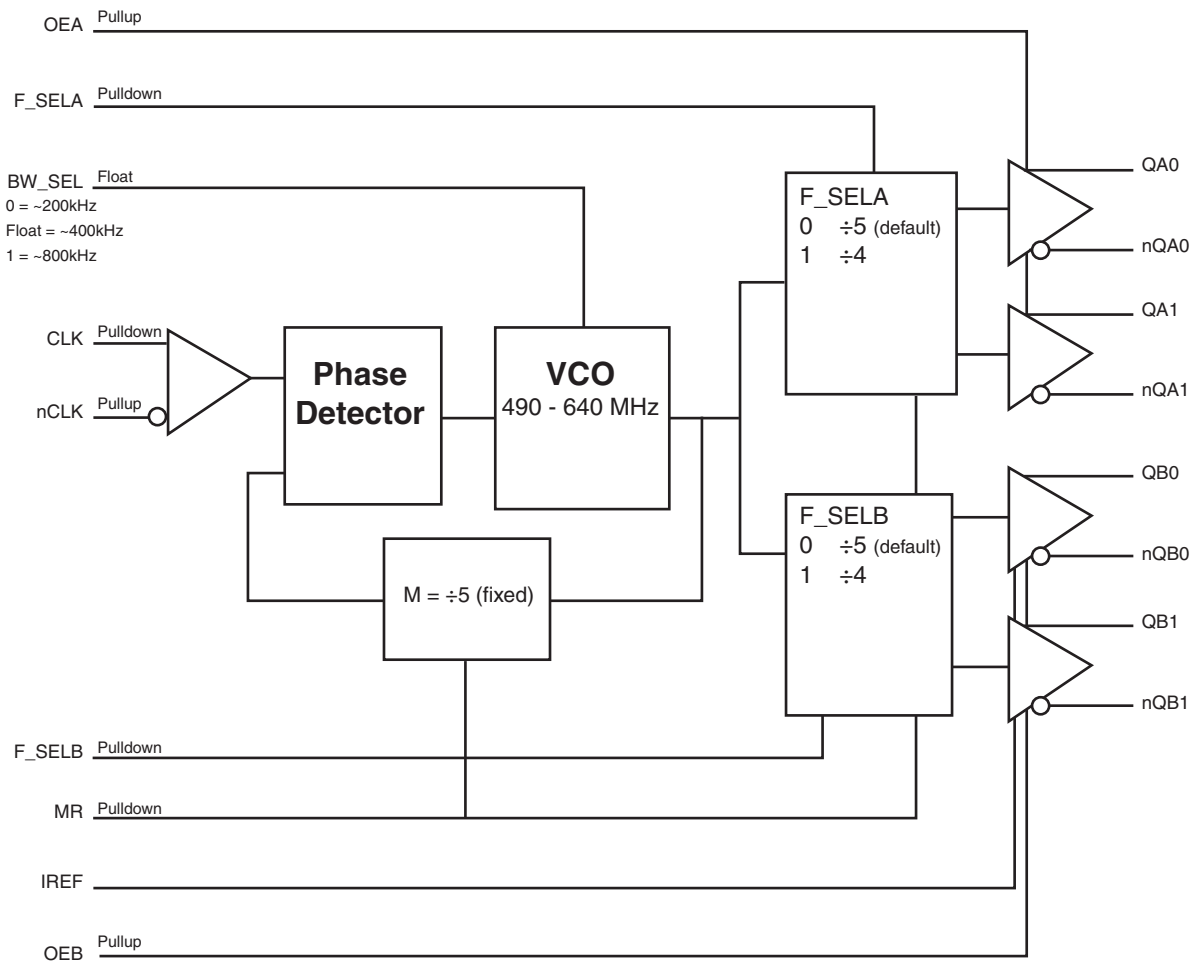 OEA Pullup
F_SELA Pulldown
BW_SEL Float
0 = ~200kHz
Float = ~400kHz
1 = ~800kHz
CLK Pulldown
nCLK Pullup
Phase
Detector
VCO
490 - 640 MHz
M = ÷5 (fixed)
F_SELA
0 ÷5 (default)
1 ÷4
F_SELB
0 ÷5 (default)
1 ÷4
QA0
nQA0
QA1
nQA1
QB0
nQB0
QB1
nQB1
F_SELB Pulldown
MR Pulldown
IREF
OEB Pullup